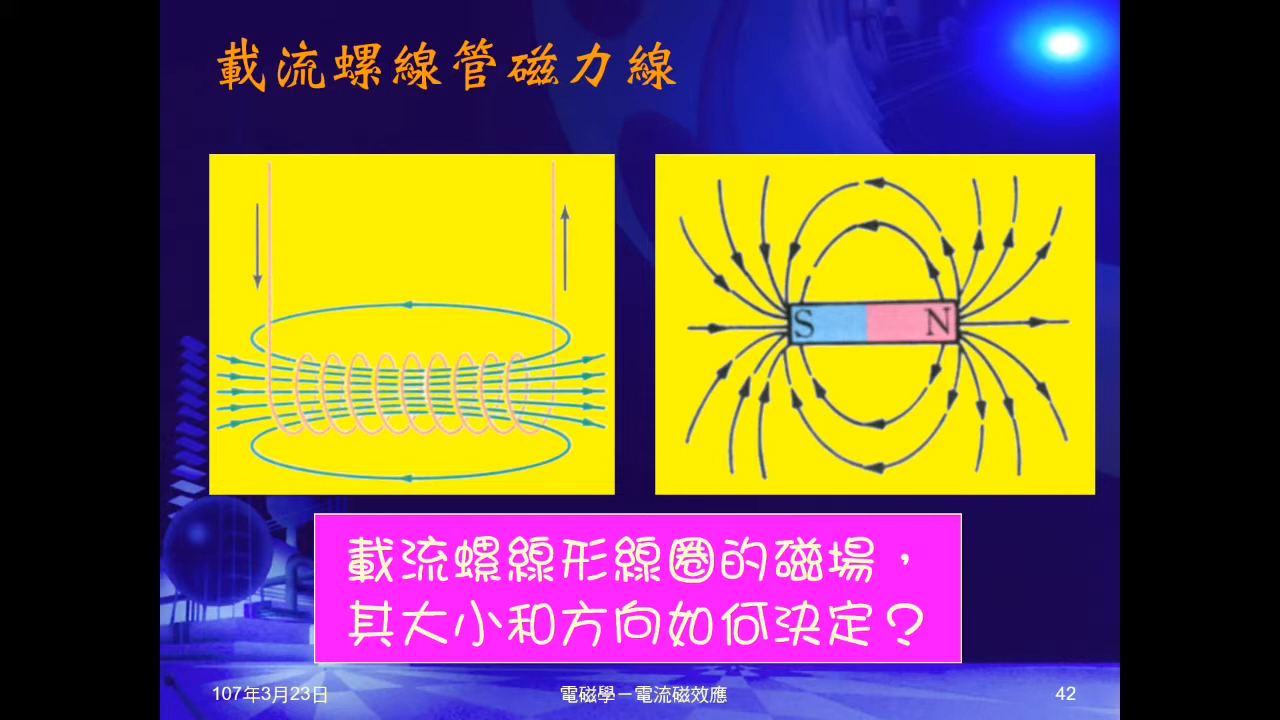 載流螺線管磁力線
S N
載流螺線形線圈的磁場，
其大小和方向如何決定？
107年3月23日 電磁學－電流磁效應 42